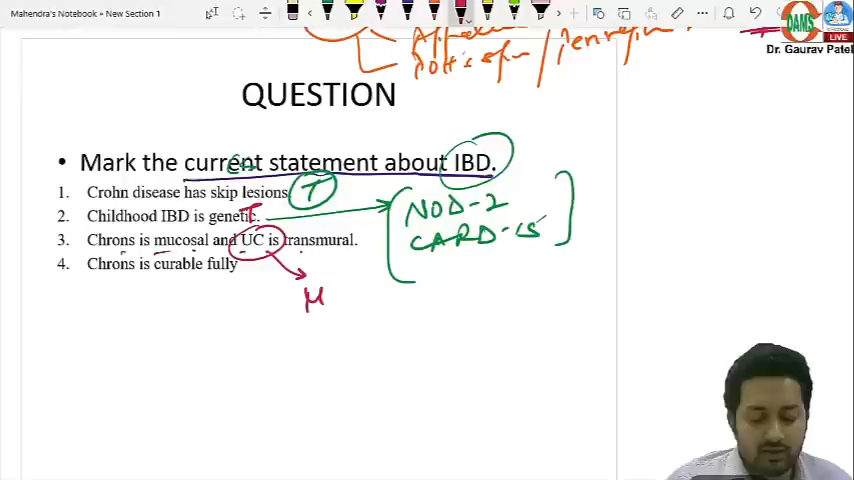 Mahendra's Notebook » New Section 1
DAMS
LIVE
Dr. Gaurav Patel
QUESTION
• Mark the current statement about IBD.
1. Crohn disease has skip lesions. T
2. Childhood IBD is genetic. T
NOD-2
CARD-15
3. Chrons is mucosal and UC is transmural.
4. Chrons is curable fully
M